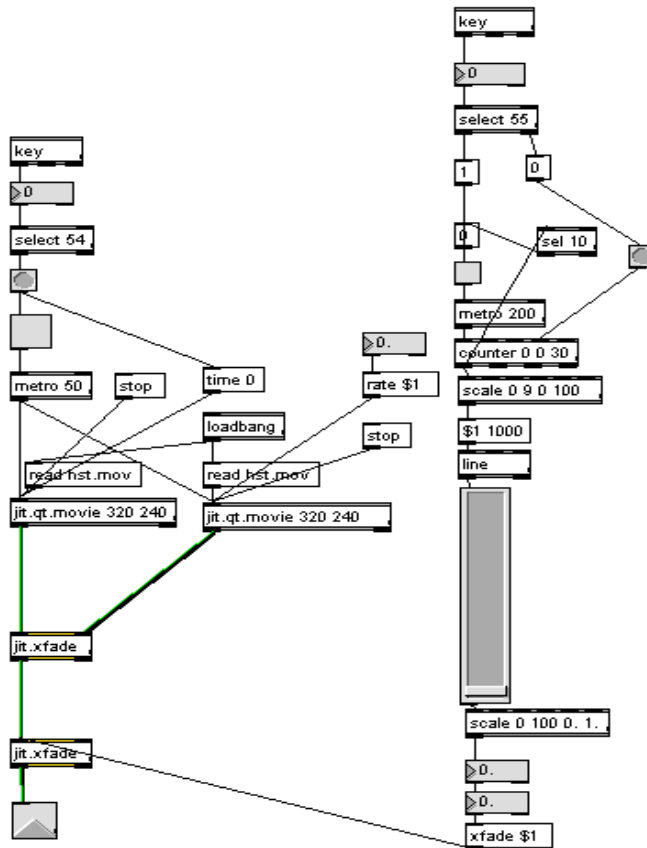 key
0
select 54
metro 50
stop
time 0
0.
rate $1
loadbang
stop
read hst.mov
read hst.mov
jit.qt.movie 320 240
jit.qt.movie 320 240
jit.xfade
jit.xfade
key
0
select 55
1
0
0
sel 10
metro 200
counter 0 0 30
scale 0 9 0 100
$1 1000
line
scale 0 100 0. 1.
0.
0.
xfade $1